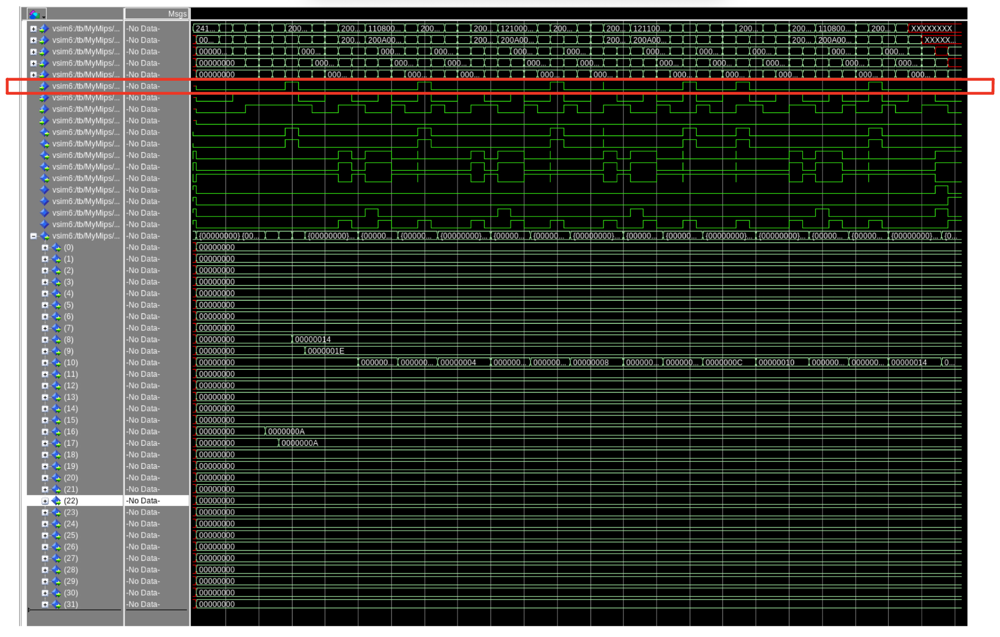 Msgs
vsim6:/tb/MyMips/... -No Data- 241... 200... 200... 110800... 200... 200... 121000... 200... 200... 121100... 200... 200... 110800... 200... XXXXXXXX
vsim6:/tb/MyMips/... -No Data- 00... 200... 200A00... 200... 200A00... 200... 200A00... 200... 200A00... XXXXX...
vsim6:/tb/MyMips/... -No Data- 00000... 000... 000... 000... 000... 000... 000... 000... 000... 000... 000...
vsim6:/tb/MyMips/... -No Data- 00000000 000... 000... 000... 000... 000... 000... 000... 000... 000... 000...
vsim6:/tb/MyMips/... -No Data- 00000000 000... 000... 000... 000... 000... 000... 000... 000... 000... 000...
vsim6:/tb/MyMips/... -No Data-
vsim6:/tb/MyMips/... -No Data-
vsim6:/tb/MyMips/... -No Data-
vsim6:/tb/MyMips/... -No Data-
vsim6:/tb/MyMips/... -No Data-
vsim6:/tb/MyMips/... -No Data-
vsim6:/tb/MyMips/... -No Data-
vsim6:/tb/MyMips/... -No Data-
vsim6:/tb/MyMips/... -No Data-
vsim6:/tb/MyMips/... -No Data-
vsim6:/tb/MyMips/... -No Data-
vsim6:/tb/MyMips/... -No Data-
vsim6:/tb/MyMips/... -No Data-
vsim6:/tb/MyMips/... -No Data- {00000000} {00... {00000000}... {00000... {00000... {00000000}... {00000... {00000... {00000000}... {00000... {00000... {00000000}... {00000000}... {00000... {00000... {00000000}... {0...
(0) -No Data- 00000000
(1) -No Data- 00000000
(2) -No Data- 00000000
(3) -No Data- 00000000
(4) -No Data- 00000000
(5) -No Data- 00000000
(6) -No Data- 00000000
(7) -No Data- 00000000
(8) -No Data- 00000000 00000014
(9) -No Data- 00000000 0000001E
(10) -No Data- 00000000 000000... 000000... 00000004 000000... 000000... 00000008 000000... 000000... 0000000C 00000010 000000... 000000... 00000014 0...
(11) -No Data- 00000000
(12) -No Data- 00000000
(13) -No Data- 00000000
(14) -No Data- 00000000
(15) -No Data- 00000000
(16) -No Data- 00000000 0000000A
(17) -No Data- 00000000 0000000A
(18) -No Data- 00000000
(19) -No Data- 00000000
(20) -No Data- 00000000
(21) -No Data- 00000000
(22) -No Data- 00000000
(23) -No Data- 00000000
(24) -No Data- 00000000
(25) -No Data- 00000000
(26) -No Data- 00000000
(27) -No Data- 00000000
(28) -No Data- 00000000
(29) -No Data- 00000000
(30) -No Data- 00000000
(31) -No Data- 00000000